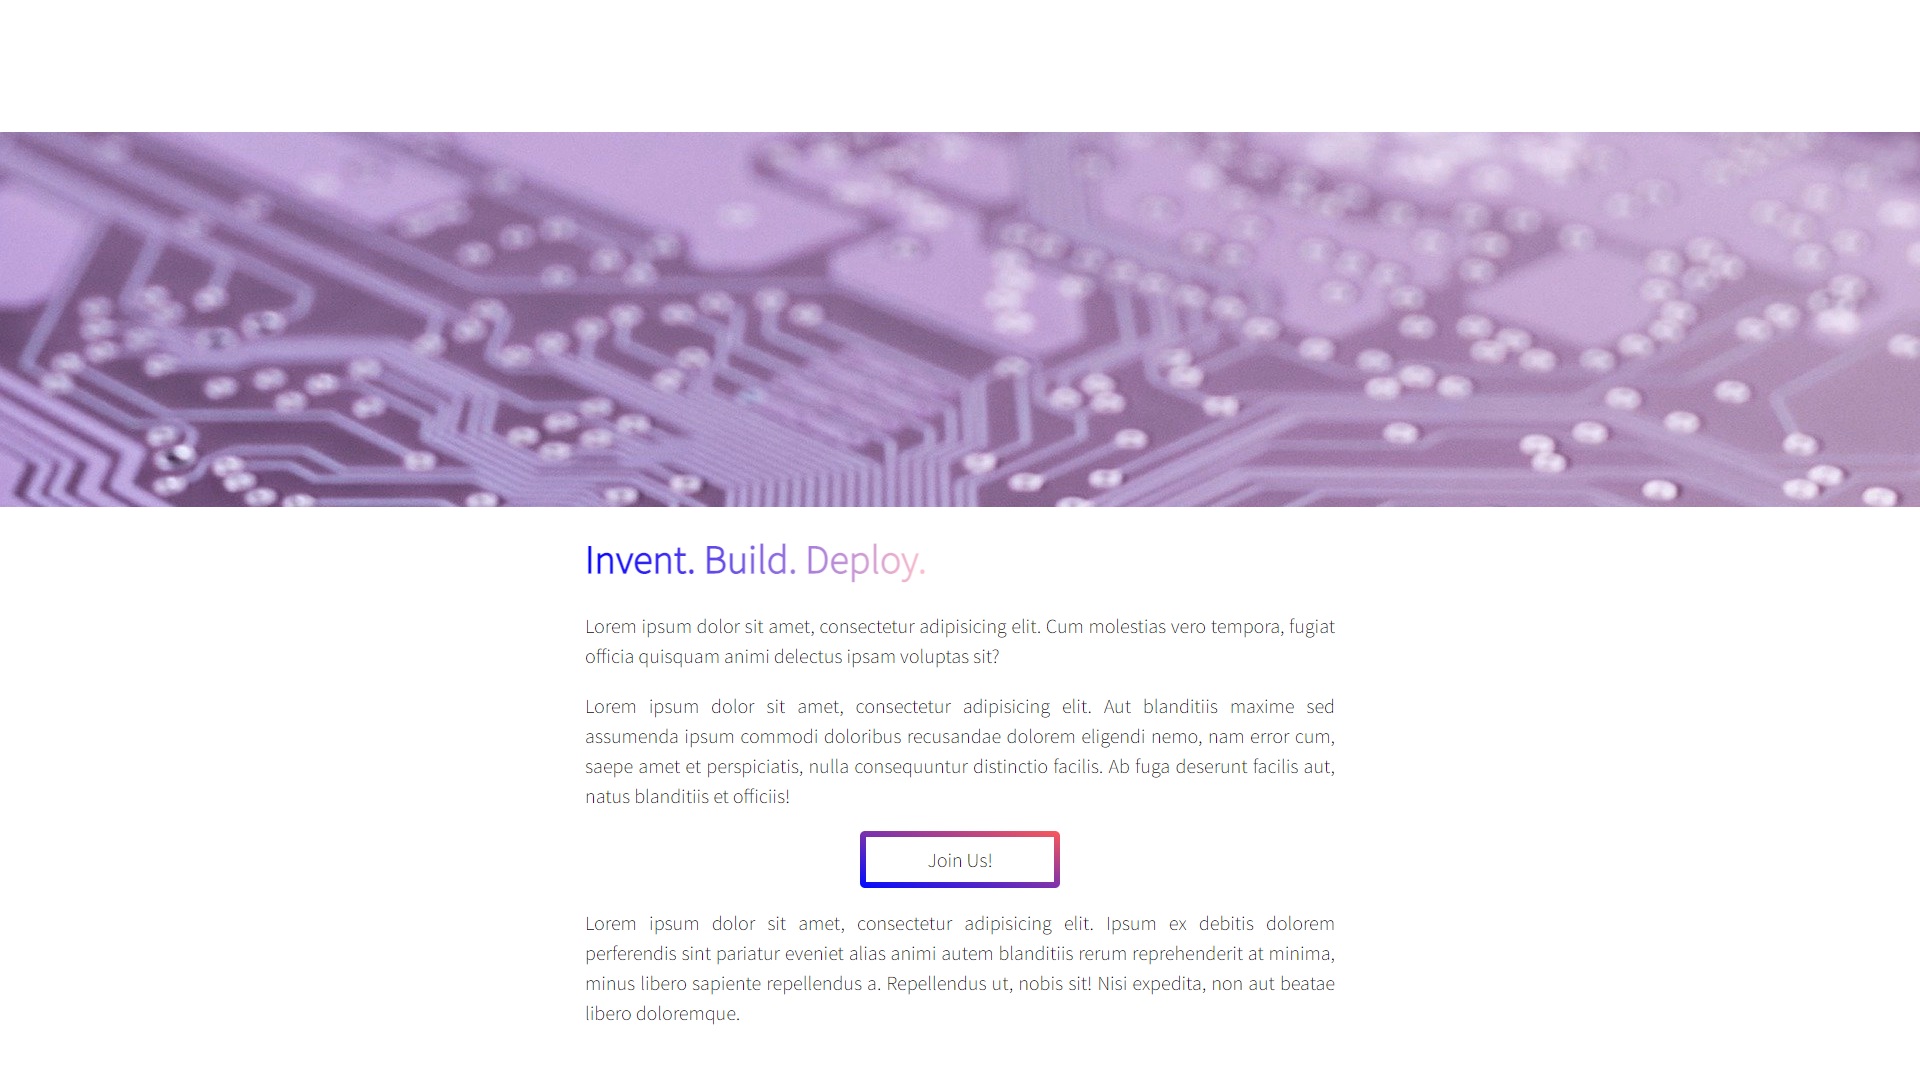 Invent. Build. Deploy.
Lorem ipsum dolor sit amet, consectetur adipisicing elit. Cum molestias vero tempora, fugiat
officia quisquam animi delectus ipsam voluptas sit?
Lorem ipsum dolor sit amet, consectetur adipisicing elit. Aut blanditiis maxime sed
assumenda ipsum commodi doloribus recusandae dolorem eligendi nemo, nam error cum,
saepe amet et perspiciatis, nulla consequuntur distinctio facilis. Ab fuga deserunt facilis aut,
natus blanditiis et officiis!
Join Us!
Lorem ipsum dolor sit amet, consectetur adipisicing elit. Ipsum ex debitis dolorem
perferendis sint pariatur eveniet alias animi autem blanditiis rerum reprehenderit at minima,
minus libero sapiente repellendus a. Repellendus ut, nobis sit! Nisi expedita, non aut beatae
libero doloremque.